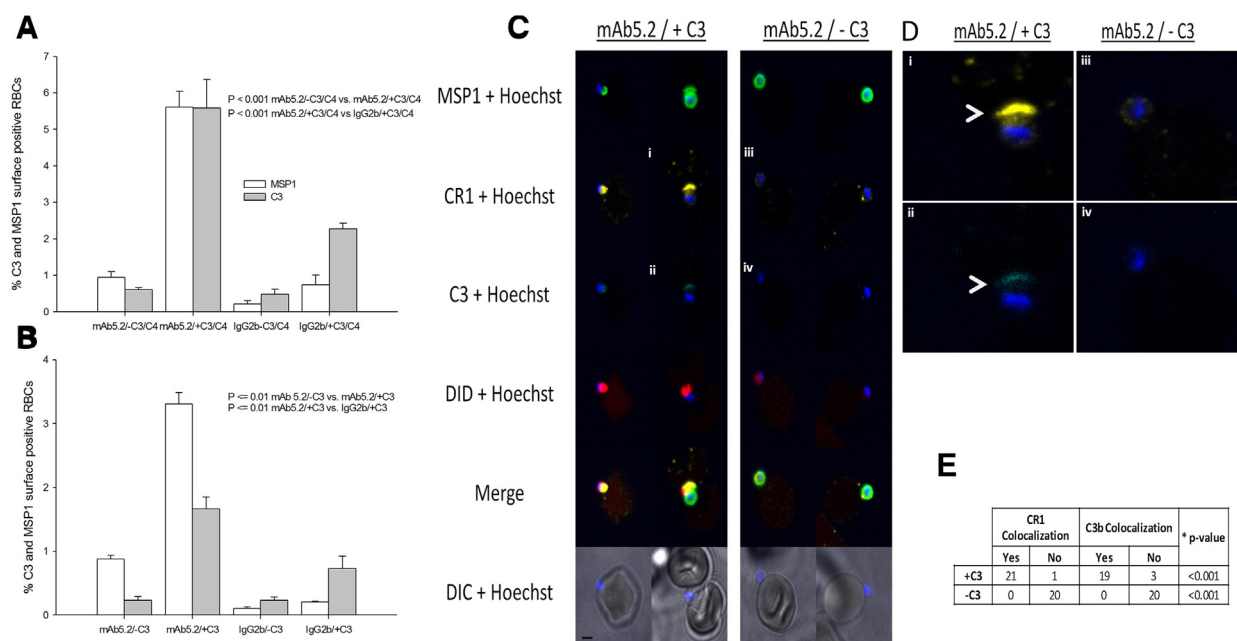 A
% C3 and MSP1 surface positive RBCs
7
6
5
4
3
2
1
0
P < 0.001 mAb5.2/-C3/C4 vs. mAb5.2/+C3/C4
P < 0.001 mAb5.2/+C3/C4 vs IgG2b/+C3/C4
MSP1
C3
mAb5.2/-C3/C4 mAb5.2/+C3/C4 IgG2b-C3/C4 IgG2b/+C3/C4
B
% C3 and MSP1 surface positive RBCs
4
3
2
1
0
P <= 0.01 mAb 5.2/-C3 vs. mAb5.2/+C3
P <= 0.01 mAb5.2/+C3 vs. IgG2b/+C3
mAb5.2/-C3 mAb5.2/+C3 IgG2b/-C3 IgG2b/+C3
C
mAb5.2 / + C3 mAb5.2 / - C3
MSP1 + Hoechst
i iii
CR1 + Hoechst
ii iv
C3 + Hoechst
DID + Hoechst
Merge
DIC + Hoechst
D
mAb5.2 / + C3 mAb5.2 / - C3
i iii
ii iv
E
CR1 Colocalization C3b Colocalization * p-value
Yes No Yes No
+C3 21 1 19 3 <0.001
-C3 0 20 0 20 <0.001